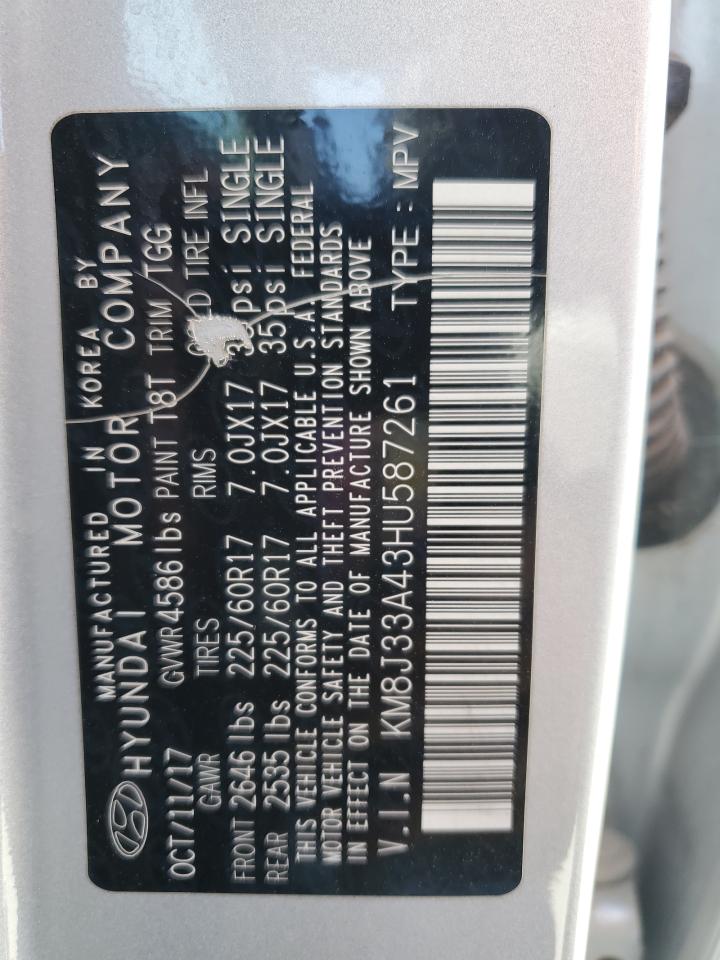 MANUFACTURED IN KOREA BY
HYUNDAI MOTOR COMPANY
OCT/11/17 GVWR 4586 lbs PAINT T8T TRIM TGG
GAWR TIRES RIMS TIRE INFL
FRONT 2646 lbs 225/60R17 7.0JX17 psi SINGLE
REAR 2535 lbs 225/60R17 7.0JX17 35psi SINGLE
THIS VEHICLE CONFORMS TO ALL APPLICABLE U.S.A FEDERAL
MOTOR VEHICLE SAFETY AND THEFT PREVENTION STANDARDS
IN EFFECT ON THE DATE OF MANUFACTURE SHOWN ABOVE
V.I.N KM8J33A43HU587261 TYPE : MPV